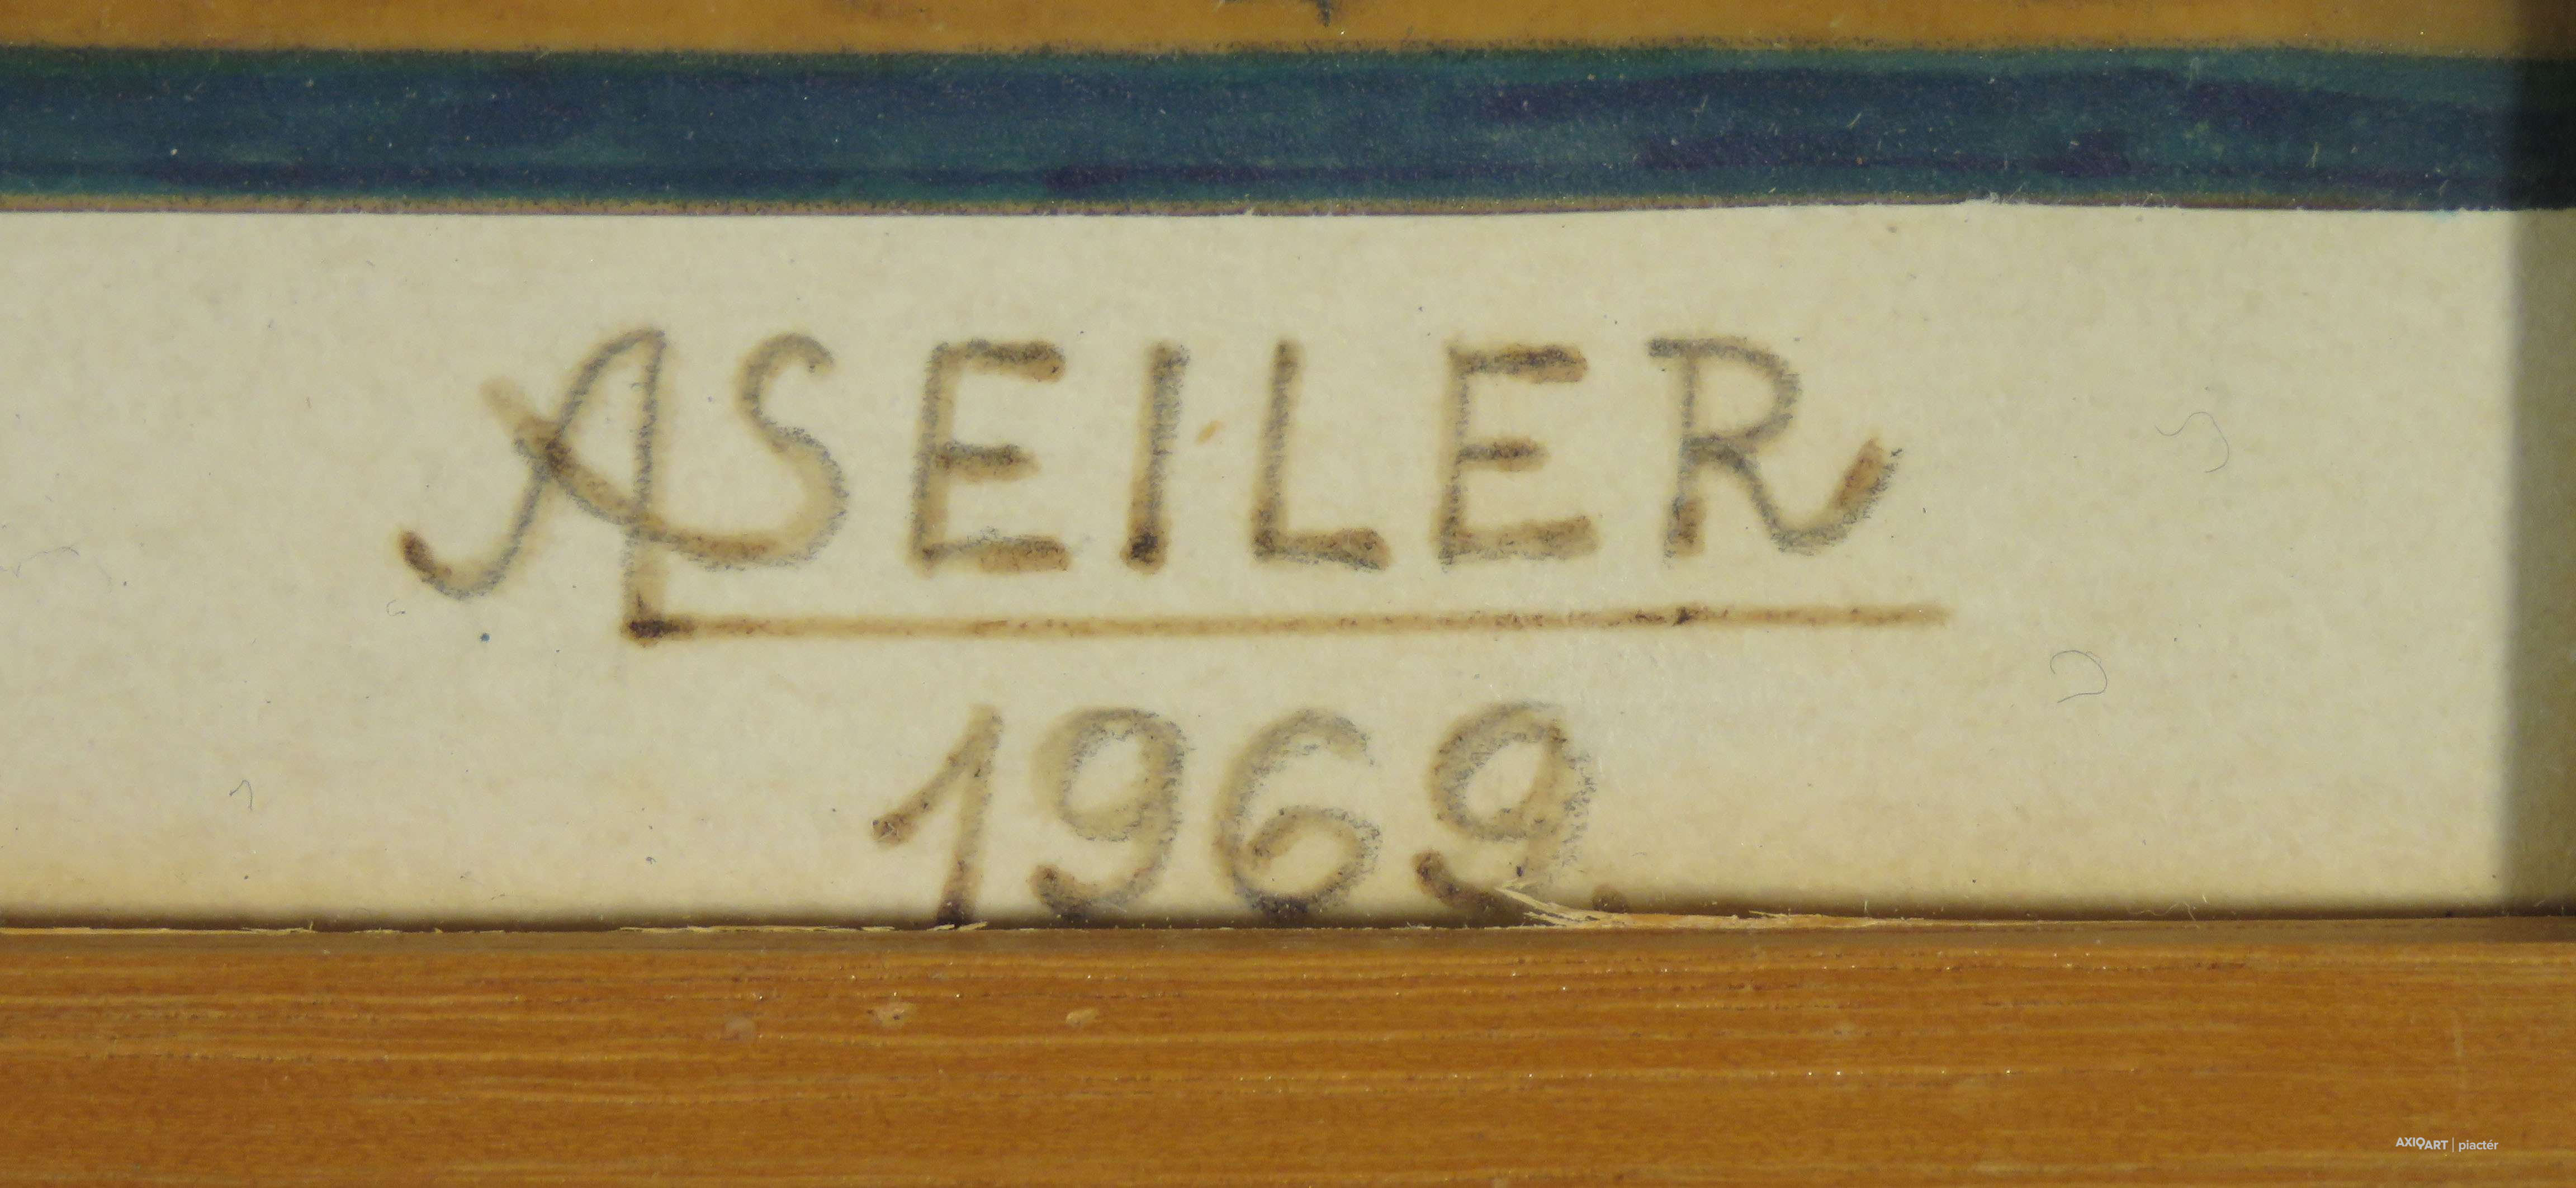 ASEILER
1969.
AXIOART | piactér